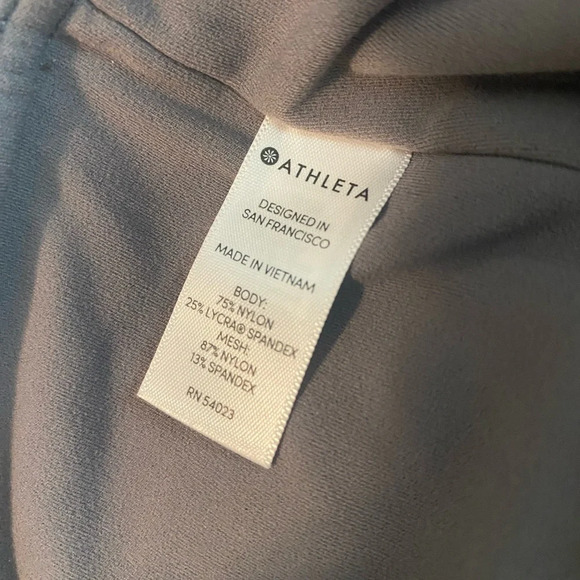 ATHLETA
DESIGNED IN
SAN FRANCISCO
MADE IN VIETNAM
BODY:
75% NYLON
25% LYCRA® SPANDEX
MESH:
87% NYLON
13% SPANDEX
RN 54023